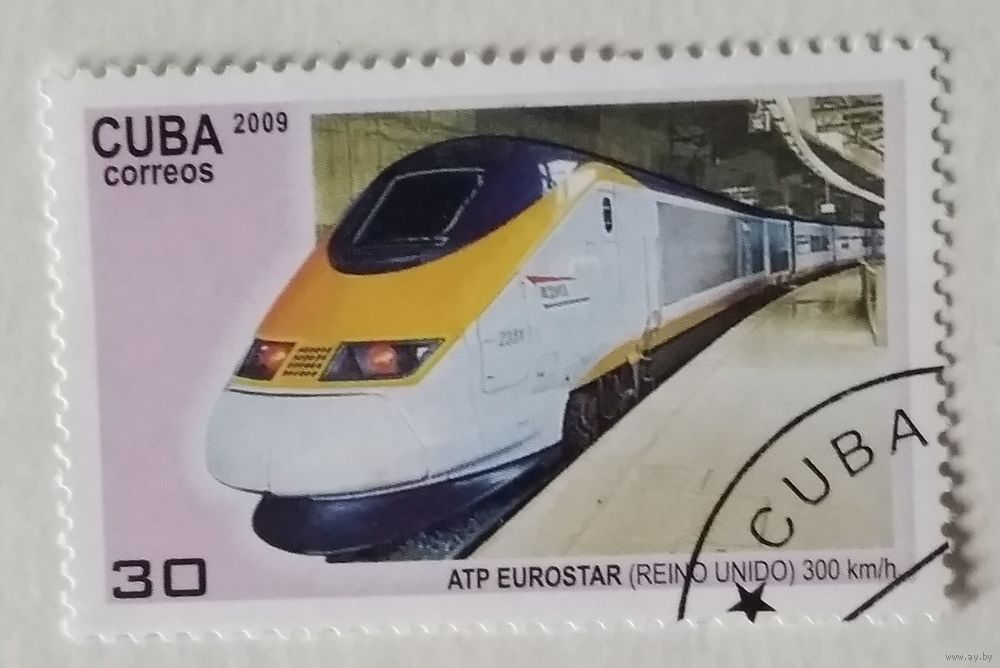 CUBA 2009
correos
30
ATP EUROSTAR (REINO UNIDO) 300 km/h
CUBA
www.ay.by